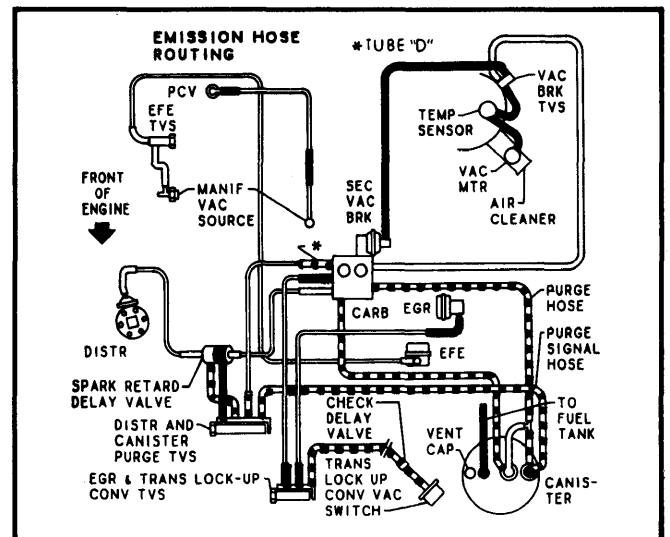 EMISSION HOSE
ROUTING
*TUBE "D"
PCV
EFE
TVS
VAC
BRK
TVS
TEMP
SENSOR
FRONT
OF
ENGINE
MANIF
VAC
SOURCE
SEC
VAC
BRK
VAC
MTR
AIR
CLEANER
*
CARB
EGR
PURGE
HOSE
DISTR
EFE
PURGE
SIGNAL
HOSE
SPARK RETARD
DELAY VALVE
DISTR AND
CANISTER
PURGE TVS
CHECK
DELAY
VALVE
TO
FUEL
TANK
VENT
CAP
EGR & TRANS LOCK-UP
CONV TVS
TRANS
LOCK UP
CONV VAC
SWITCH
CANIS-
TER